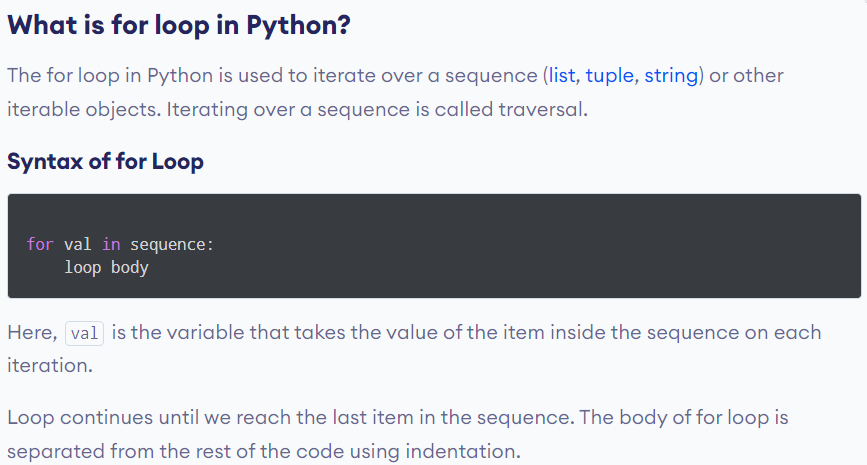 What is for loop in Python?
The for loop in Python is used to iterate over a sequence (list, tuple, string) or other
iterable objects. Iterating over a sequence is called traversal.
Syntax of for Loop
for val in sequence:
    loop body
Here, val is the variable that takes the value of the item inside the sequence on each
iteration.
Loop continues until we reach the last item in the sequence. The body of for loop is
separated from the rest of the code using indentation.